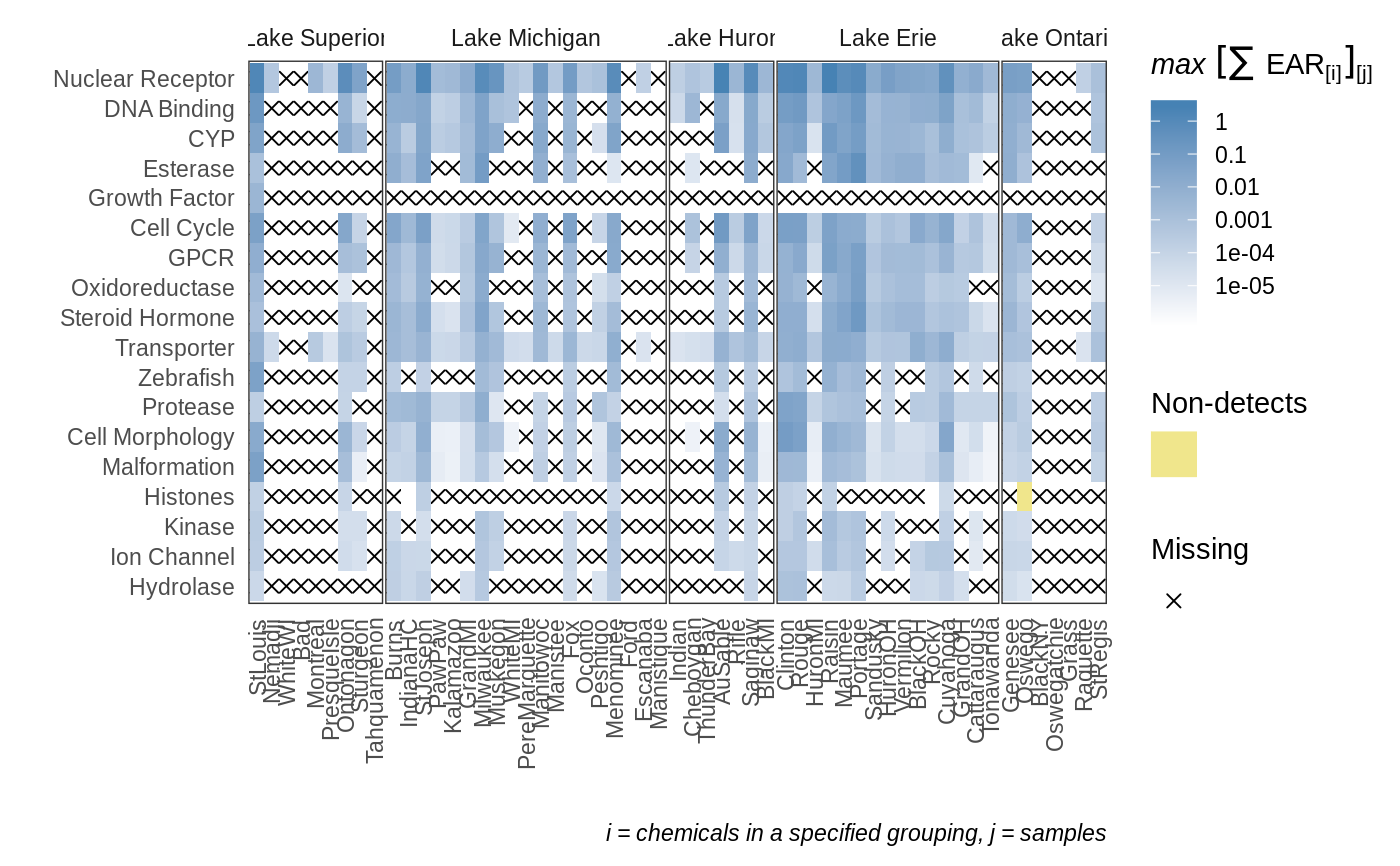 Lake Superior
Lake Michigan
Lake Huron
Lake Erie
ake Ontari
Nuclear Receptor
DNA Binding
CYP
Esterase
Growth Factor
Cell Cycle
GPCR
Oxidoreductase
Steroid Hormone
Transporter
Zebrafish
Protease
Cell Morphology
Malformation
Histones
Kinase
Ion Channel
Hydrolase
StLouis
Nemadji
WhiteWI
Bad
Montreal
PresqueIsle
Ontonagon
Sturgeon
Tahquamenon
Burns
IndianaHC
StJoseph
PawPaw
Kalamazoo
GrandMI
Milwaukee
Muskegon
WhiteMI
PereMarquette
Manitowoc
Manistee
Fox
Oconto
Peshtigo
Menominee
Ford
Escanaba
Manistique
Indian
Cheboygan
ThunderBay
AuSable
Rifle
Saginaw
BlackMI
Clinton
Rouge
HuronMI
Raisin
Maumee
Portage
Sandusky
HuronOH
Vermilion
BlackOH
Rocky
Cuyahoga
GrandOH
Cattaraugus
Tonawanda
Genesee
Oswego
BlackNY
Oswegatchie
Grass
Raquette
StRegis
max [∑ EAR[i]][j]
1
0.1
0.01
0.001
1e-04
1e-05
Non-detects
Missing
i = chemicals in a specified grouping, j = samples